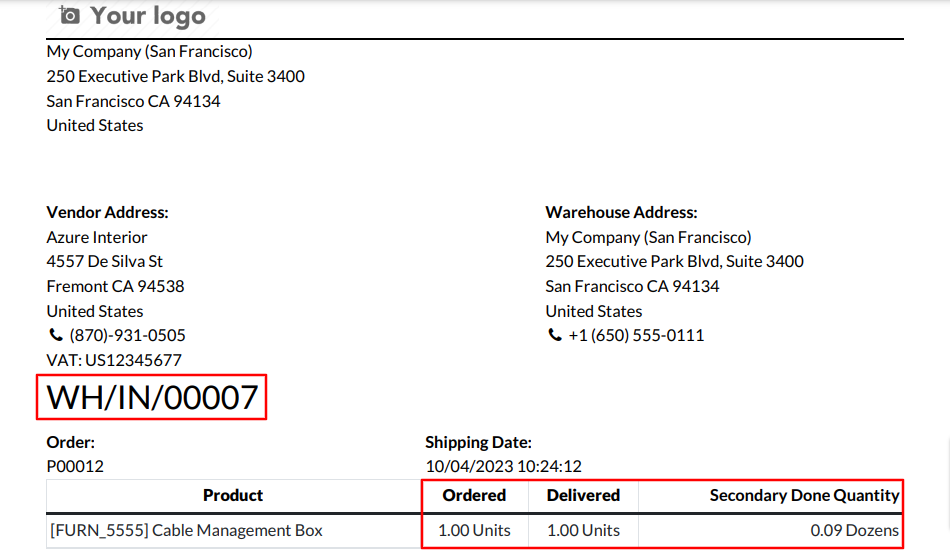 Your logo
My Company (San Francisco)
250 Executive Park Blvd, Suite 3400
San Francisco CA 94134
United States
Vendor Address:
Azure Interior
4557 De Silva St
Fremont CA 94538
United States
(870)-931-0505
VAT: US12345677
Warehouse Address:
My Company (San Francisco)
250 Executive Park Blvd, Suite 3400
San Francisco CA 94134
United States
+1 (650) 555-0111
WH/IN/00007
Order:
P00012
Shipping Date:
10/04/2023 10:24:12
Product Ordered Delivered Secondary Done Quantity
[FURN_5555] Cable Management Box 1.00 Units 1.00 Units 0.09 Dozens